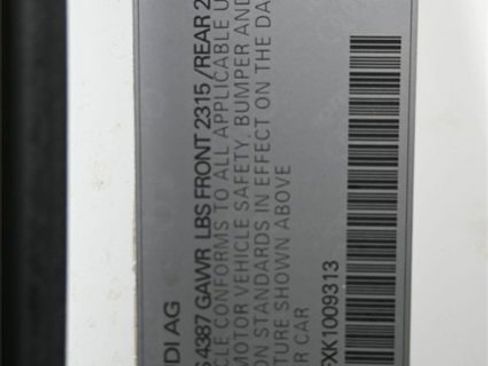 DI AG
S 4387 GAWR LBS FRONT 2315 /REAR 2
CLE CONFORMS TO ALL APPLICABLE U
MOTOR VEHICLE SAFETY, BUMPER AND
ON STANDARDS IN EFFECT ON THE DA
TURE SHOWN ABOVE
R CAR
XK1009313